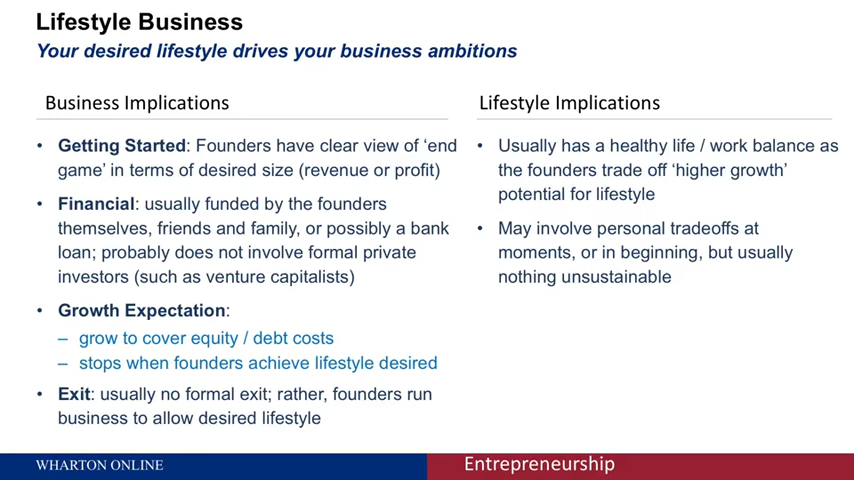 Lifestyle Business
Your desired lifestyle drives your business ambitions
Business Implications
• Getting Started: Founders have clear view of ‘end
game’ in terms of desired size (revenue or profit)
• Financial: usually funded by the founders
themselves, friends and family, or possibly a bank
loan; probably does not involve formal private
investors (such as venture capitalists)
• Growth Expectation:
– grow to cover equity / debt costs
– stops when founders achieve lifestyle desired
• Exit: usually no formal exit; rather, founders run
business to allow desired lifestyle
Lifestyle Implications
• Usually has a healthy life / work balance as
the founders trade off ‘higher growth’
potential for lifestyle
• May involve personal tradeoffs at
moments, or in beginning, but usually
nothing unsustainable
WHARTON ONLINE
Entrepreneurship